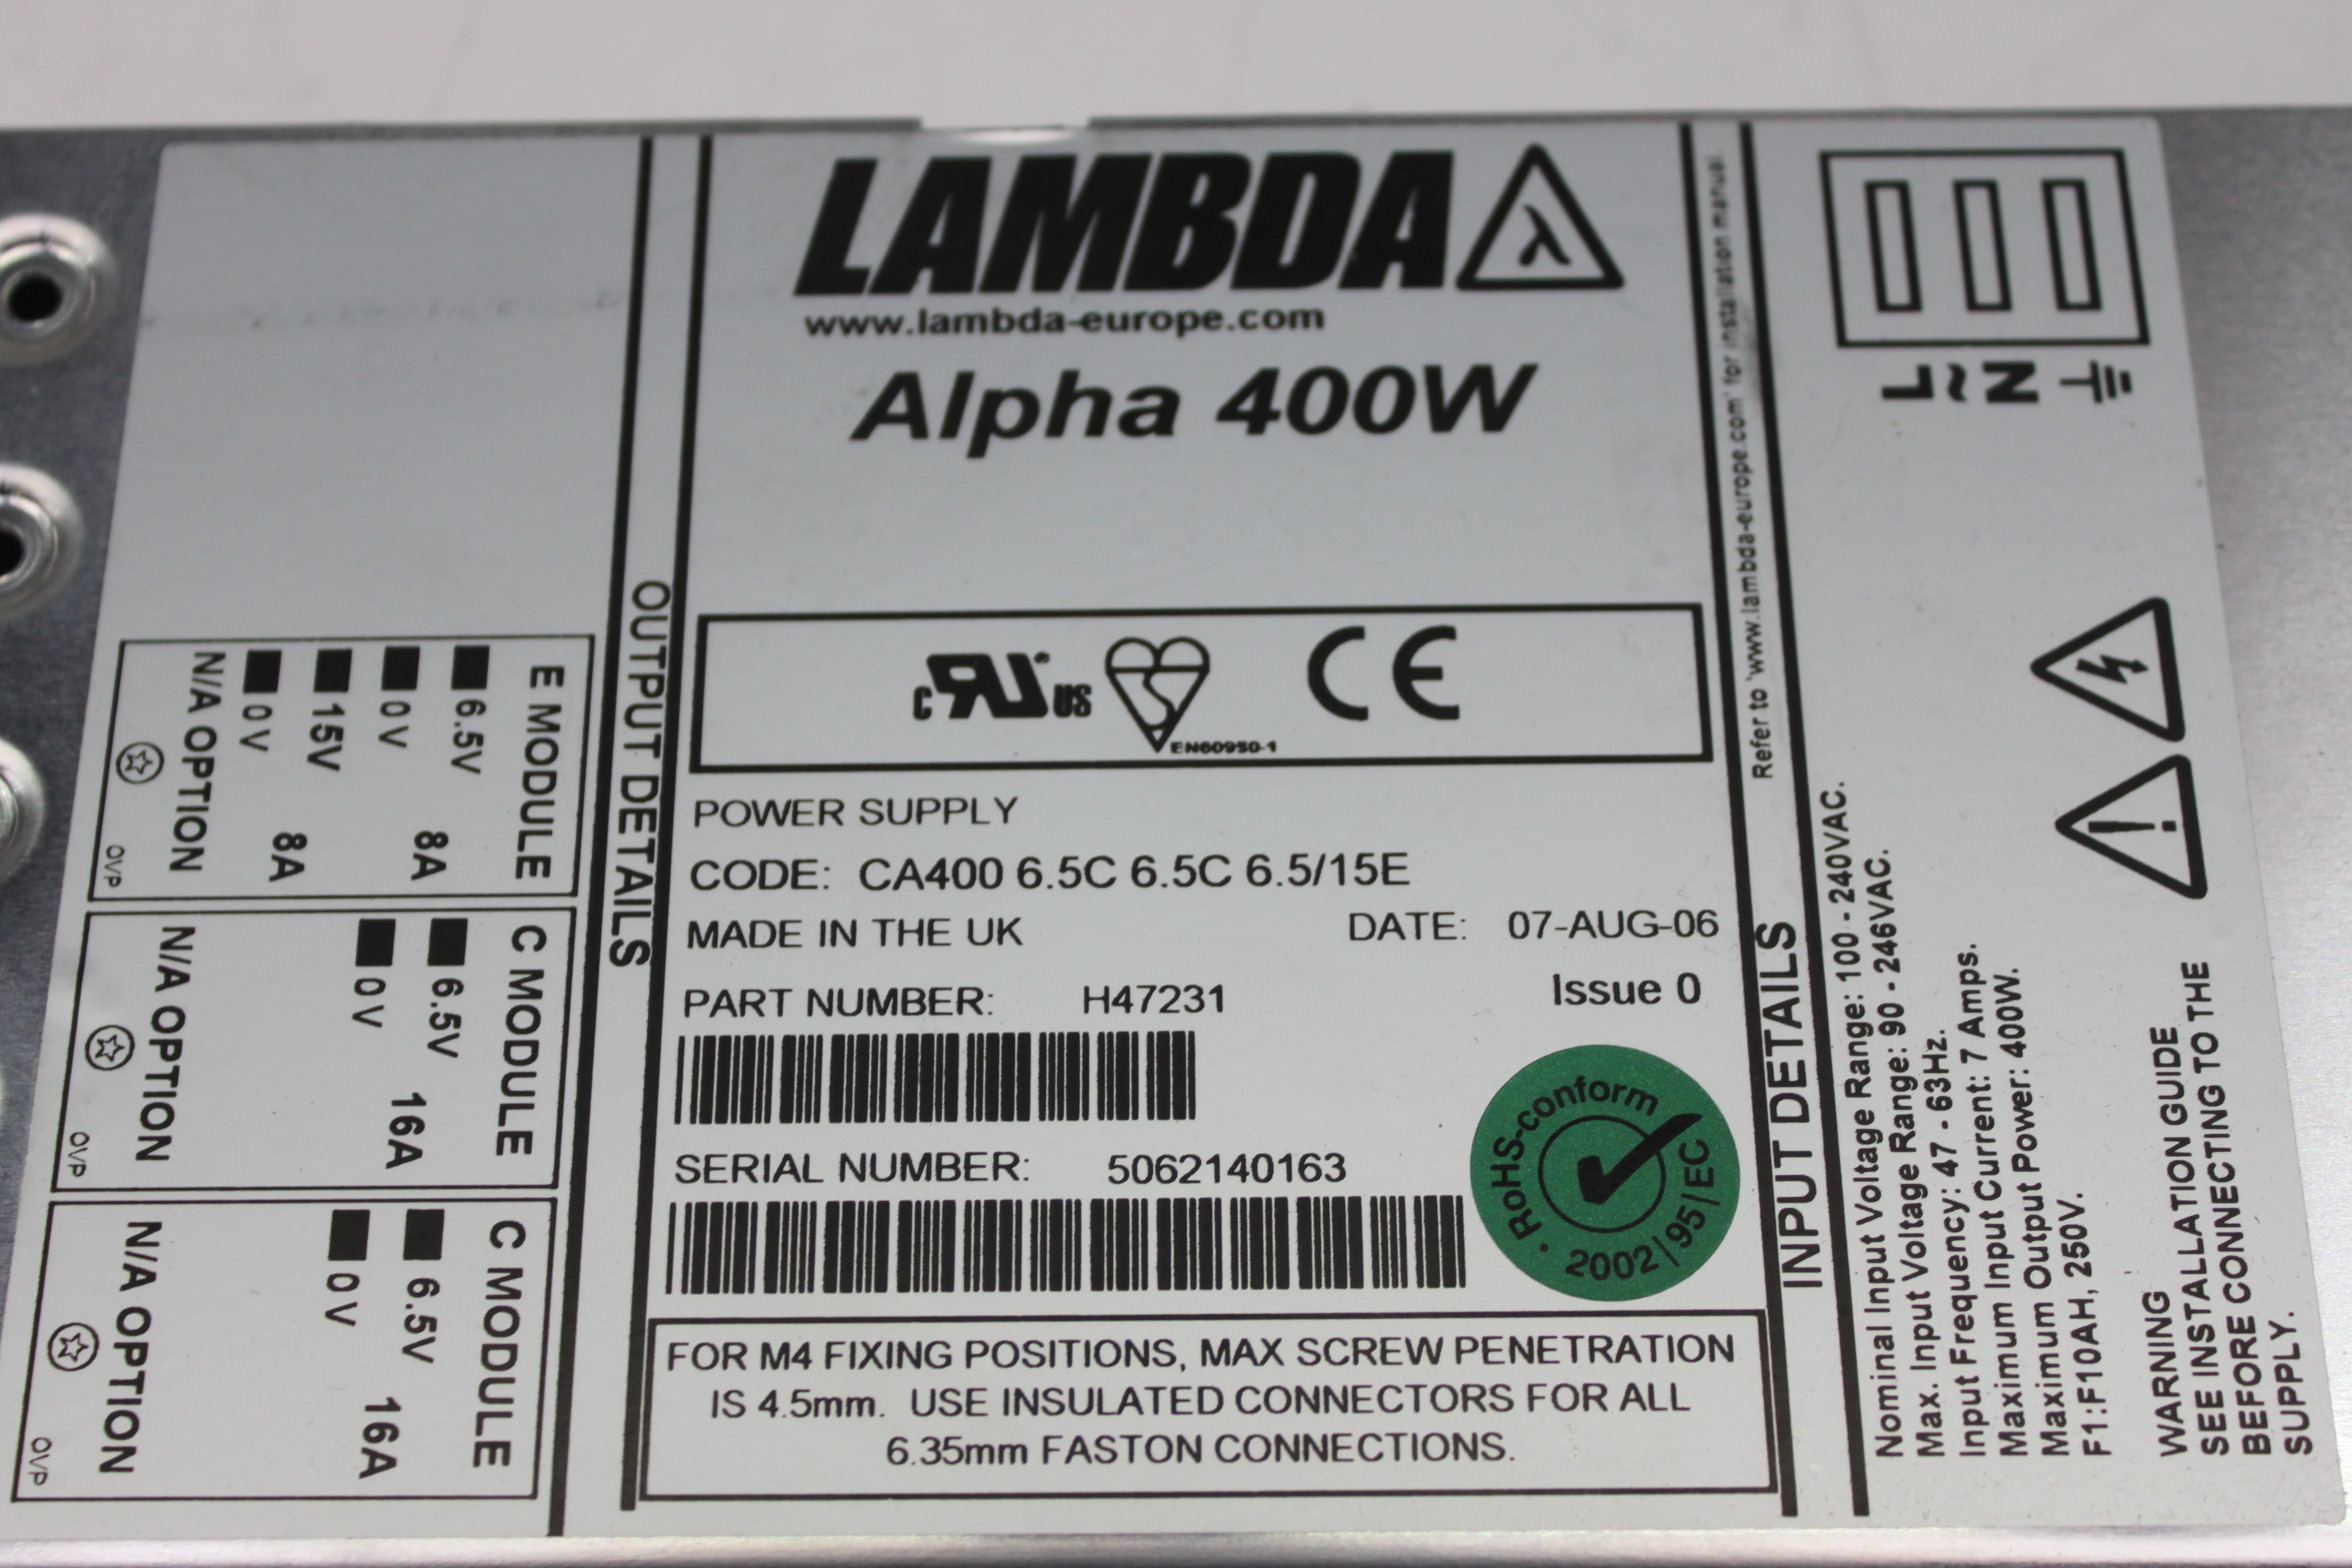 LAMBDA λ
www.lambda-europe.com
Alpha 400W
c RU US
EN60950-1
CE
POWER SUPPLY
CODE: CA400 6.5C 6.5C 6.5/15E
MADE IN THE UK DATE: 07-AUG-06
Issue 0
PART NUMBER: H47231
SERIAL NUMBER: 5062140163
RoHS-conform
2002/95/EC
FOR M4 FIXING POSITIONS, MAX SCREW PENETRATION
IS 4.5mm. USE INSULATED CONNECTORS FOR ALL
6.35mm FASTON CONNECTIONS.
OUTPUT DETAILS
E MODULE
6.5V
0V 8A
15V
0V 8A
N/A OPTION
OVP
C MODULE
6.5V
0V 16A
N/A OPTION
OVP
C MODULE
6.5V
0V 16A
N/A OPTION
OVP
Refer to 'www.lambda-europe.com' for installation manual.
INPUT DETAILS
L ~ N
Nominal Input Voltage Range: 100 - 240VAC.
Max. Input Voltage Range: 90 - 246VAC.
Input Frequency: 47 - 63Hz.
Maximum Input Current: 7 Amps.
Maximum Output Power: 400W.
F1:F10AH, 250V.
WARNING
SEE INSTALLATION GUIDE
BEFORE CONNECTING TO THE
SUPPLY.